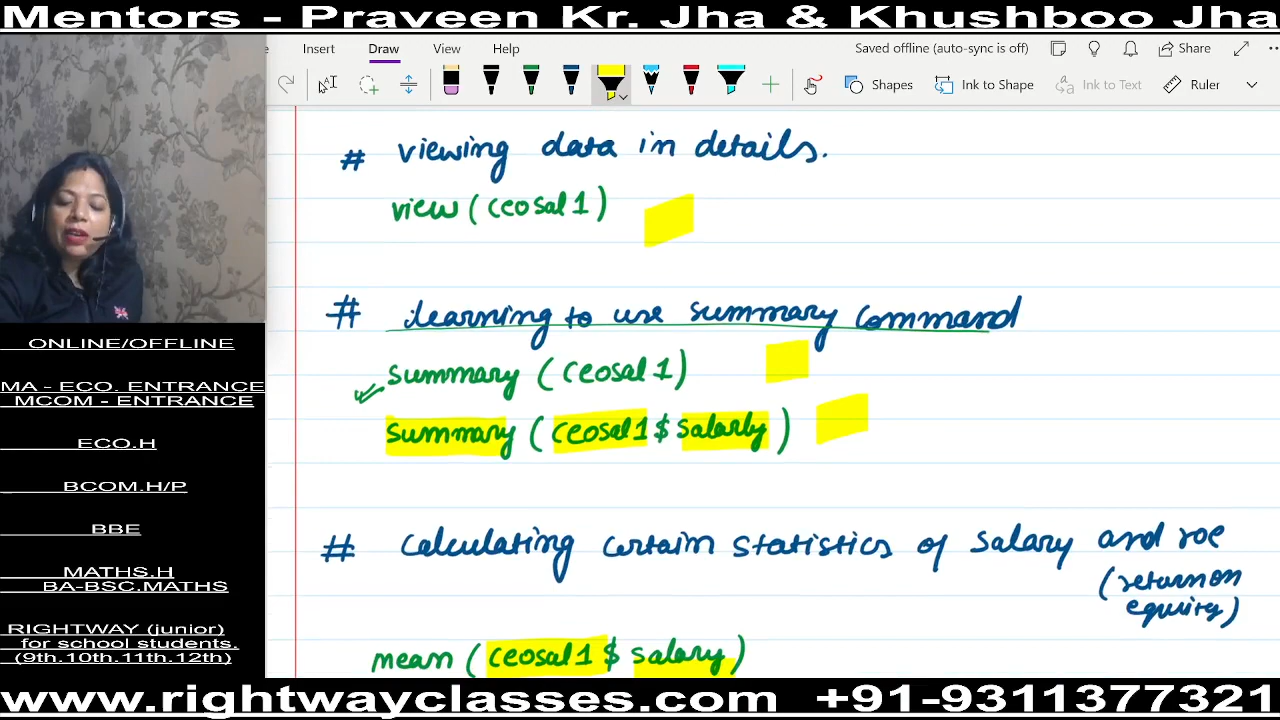 Mentors - Praveen Kr. Jha & Khushboo Jha
Insert Draw View Help
Saved offline (auto-sync is off)
Share
Shapes
Ink to Shape
Ink to Text
Ruler
# viewing data in details.
view (ceosal1)
# learning to use summary command
summary (ceosal1)
summary (ceosal1 $ salary)
# Calculating certain statistics of salary and roe
(return on
equity)
mean (ceosal1 $ salary)
ONLINE/OFFLINE
MA - ECO. ENTRANCE
MCOM - ENTRANCE
ECO.H
BCOM.H/P
BBE
MATHS.H
BA-BSC.MATHS
RIGHTWAY (junior)
for school students.
(9th.10th.11th.12th)
www.rightwayclasses.com +91-9311377321